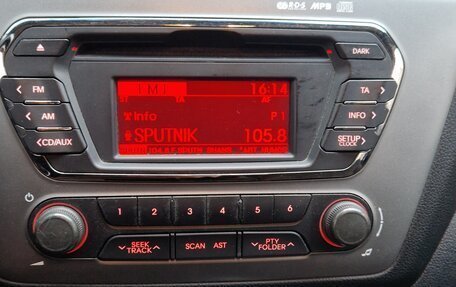 RDS MP3
DARK
FM
AM
CD/AUX
FM1 16:14
ST TA AF
Info P 1
SPUTNIK 105.8
TA
INFO
SETUP
CLOCK
1 2 3 4 5 6
SEEK
TRACK
SCAN AST
PTY
FOLDER